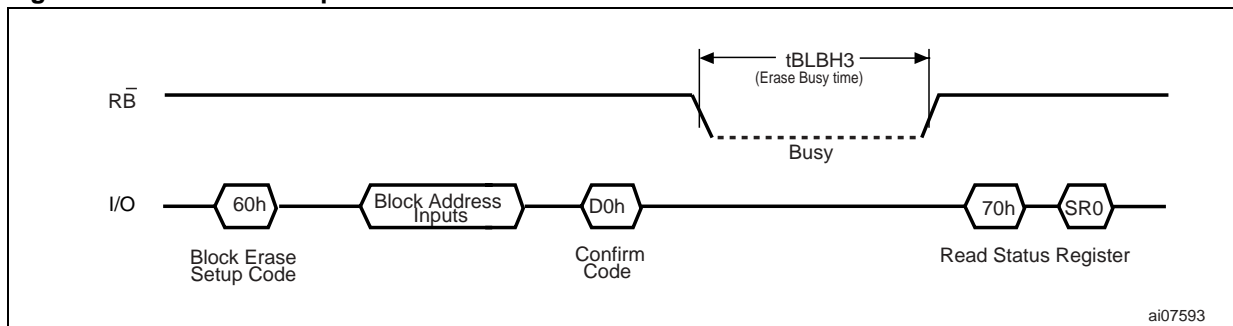 tBLBH3
(Erase Busy time)
RB̅
Busy
I/O
60h
Block Address
Inputs
D0h
70h
SR0
Block Erase
Setup Code
Confirm
Code
Read Status Register
ai07593